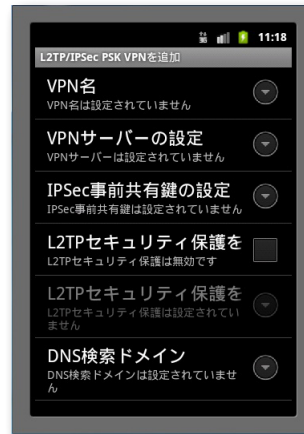 11:18
L2TP/IPSec PSK VPNを追加
VPN名
VPN名は設定されていません
VPNサーバーの設定
VPNサーバーは設定されていません
IPSec事前共有鍵の設定
IPSec事前共有鍵は設定されていません
L2TPセキュリティ保護を
L2TPセキュリティ保護は無効です
L2TPセキュリティ保護を
L2TPセキュリティ保護は設定されてい
ません
DNS検索ドメイン
DNS検索ドメインは設定されていませ
ん